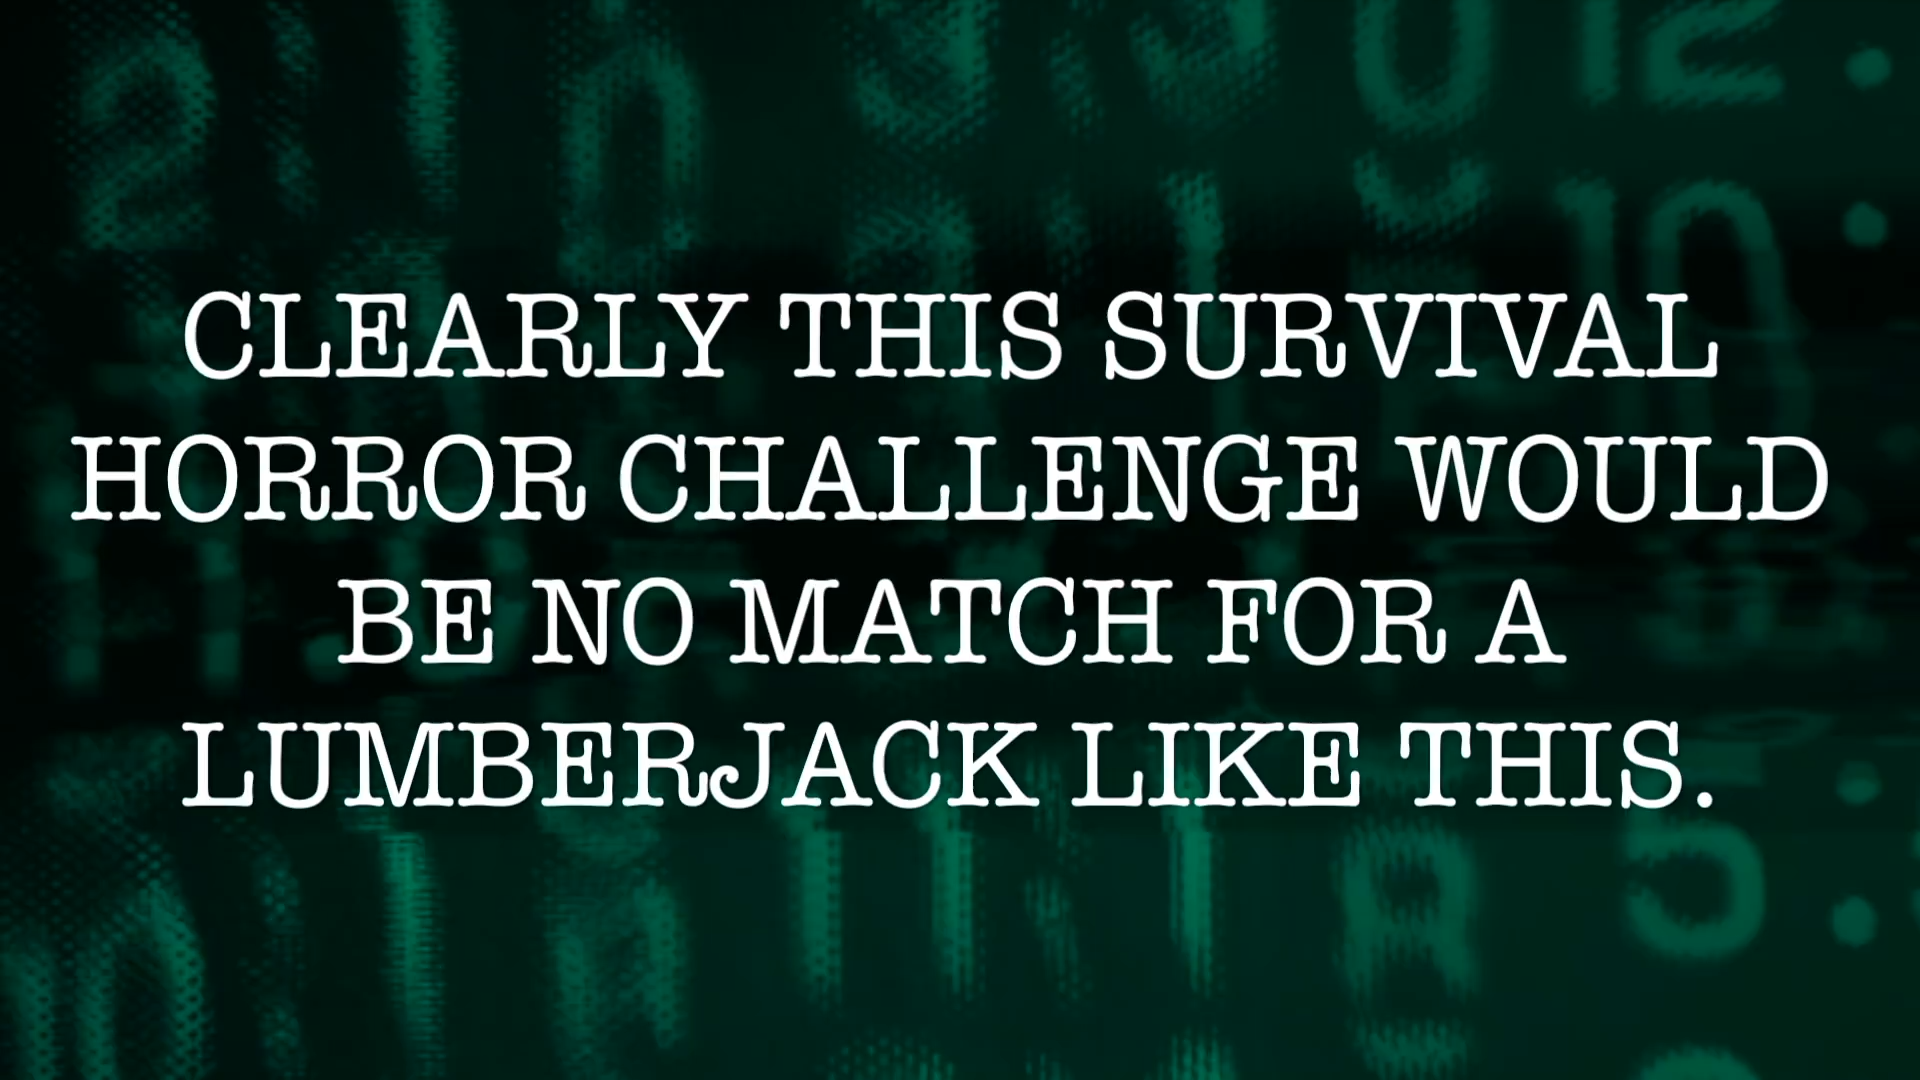 CLEARLY THIS SURVIVAL
HORROR CHALLENGE WOULD
BE NO MATCH FOR A
LUMBERJACK LIKE THIS.